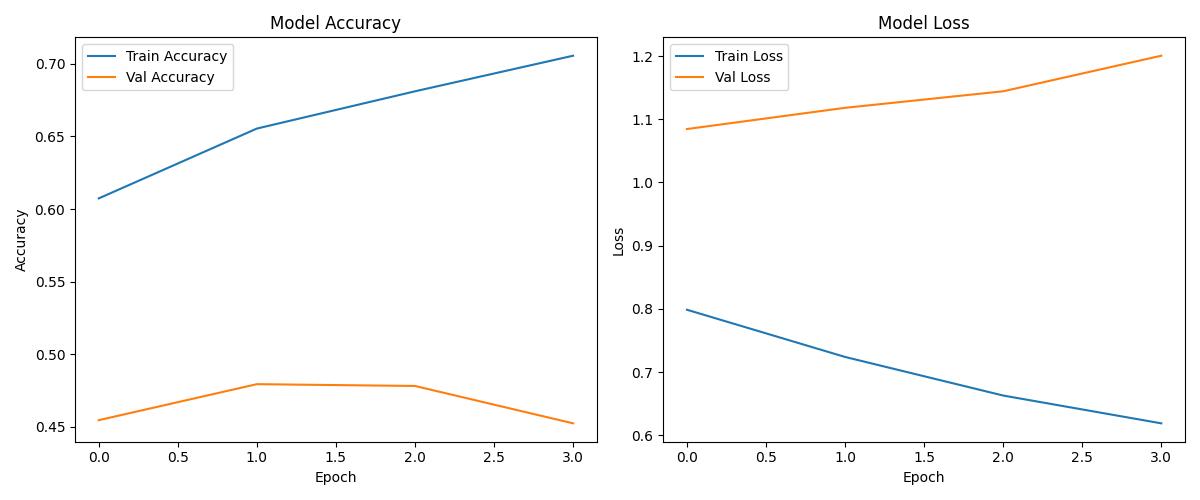 Model Accuracy
Train Accuracy
Val Accuracy
0.70
0.65
0.60
0.55
0.50
0.45
Accuracy
0.0 0.5 1.0 1.5 2.0 2.5 3.0
Epoch
Model Loss
Train Loss
Val Loss
1.2
1.1
1.0
0.9
0.8
0.7
0.6
Loss
0.0 0.5 1.0 1.5 2.0 2.5 3.0
Epoch